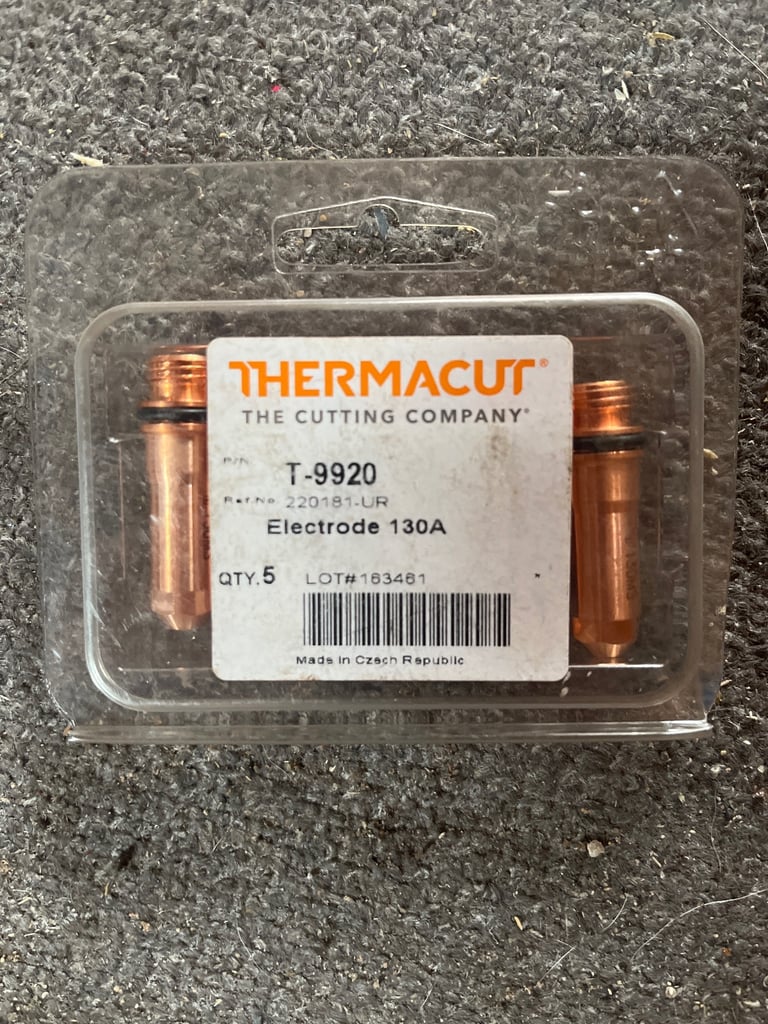 THERMACUT®
THE CUTTING COMPANY®
P/N
T-9920
Ref.No. 220181-UR
Electrode 130A
QTY. 5 LOT#163461
Made in Czech Republic